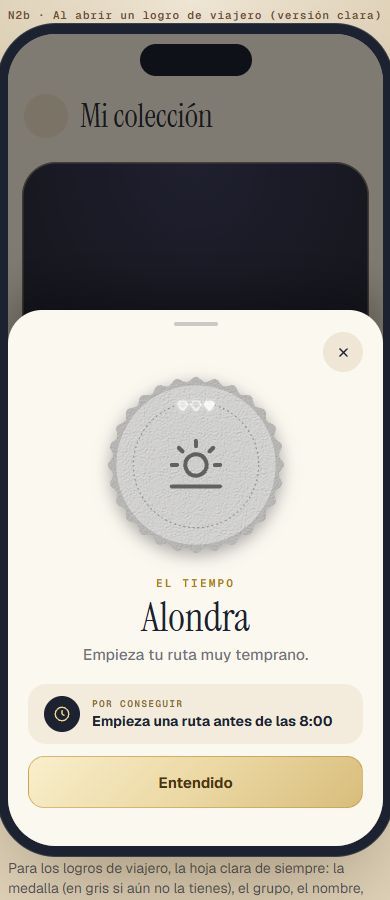 N2b · Al abrir un logro de viajero (versión clara)
Mi colección
×
EL TIEMPO
Alondra
Empieza tu ruta muy temprano.
POR CONSEGUIR
Empieza una ruta antes de las 8:00
Entendido
Para los logros de viajero, la hoja clara de siempre: la
medalla (en gris si aún no la tienes), el grupo, el nombre,